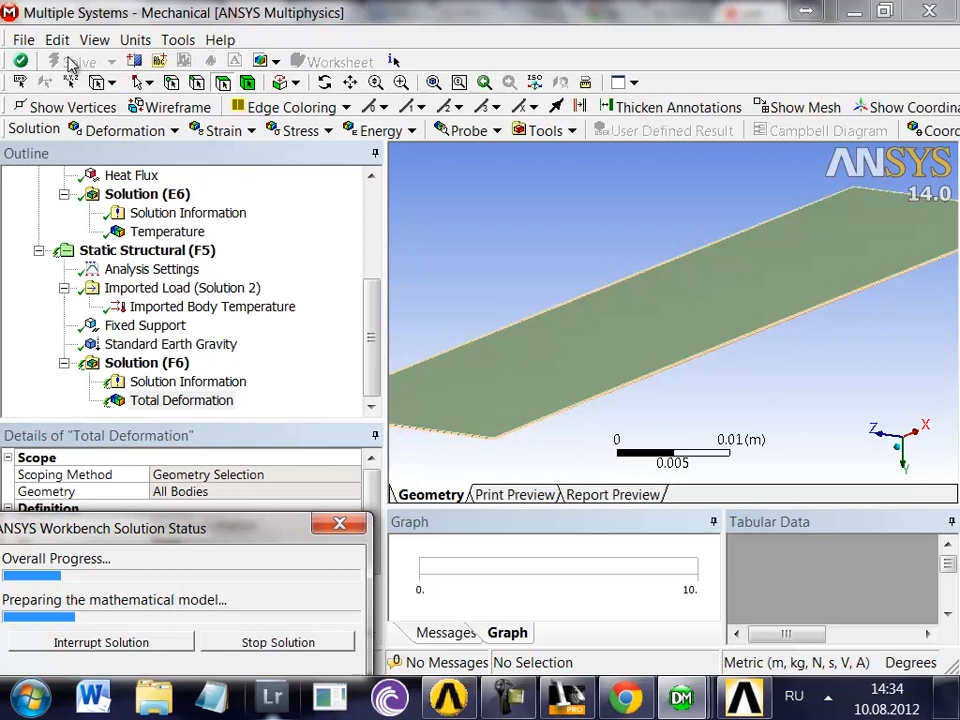 Multiple Systems - Mechanical [ANSYS Multiphysics]
File Edit View Units Tools Help
Solve Worksheet
Show Vertices Wireframe Edge Coloring Thicken Annotations Show Mesh Show Coordina
Solution Deformation Strain Stress Energy Probe Tools User Defined Result Campbell Diagram Coord
Outline
Heat Flux
Solution (E6)
Solution Information
Temperature
Static Structural (F5)
Analysis Settings
Imported Load (Solution 2)
Imported Body Temperature
Fixed Support
Standard Earth Gravity
Solution (F6)
Solution Information
Total Deformation
ANSYS
14.0
0 0.01(m)
0.005
Z X
Y
Geometry Print Preview Report Preview
Details of "Total Deformation"
Scope
Scoping Method Geometry Selection
Geometry All Bodies
Definition
ANSYS Workbench Solution Status
Overall Progress...
Preparing the mathematical model...
Interrupt Solution Stop Solution
Graph
0. 10.
Messages Graph
Tabular Data
0 No Messages No Selection Metric (m, kg, N, s, V, A) Degrees
W Lr PRO DM RU 14:34
10.08.2012